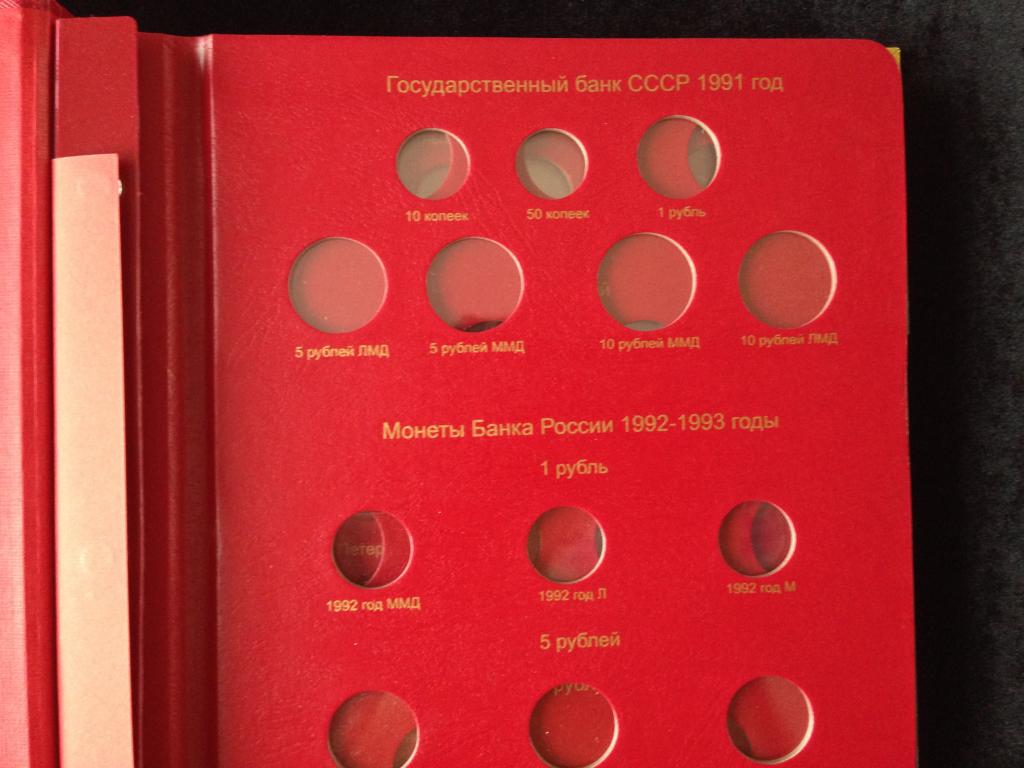 Государственный банк СССР 1991 год
10 копеек 50 копеек 1 рубль
5 рублей ЛМД 5 рублей ММД 10 рублей ММД 10 рублей ЛМД
Монеты Банка России 1992-1993 годы
1 рубль
Петер
1992 год ММД 1992 год Л 1992 год М
5 рублей
рубл